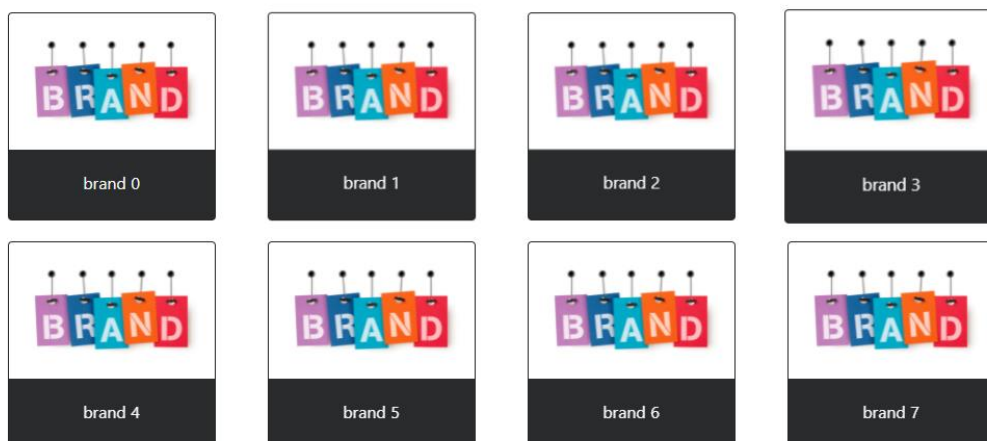 BRAND
BRAND
BRAND
BRAND
brand 0
brand 1
brand 2
brand 3
BRAND
BRAND
BRAND
BRAND
brand 4
brand 5
brand 6
brand 7